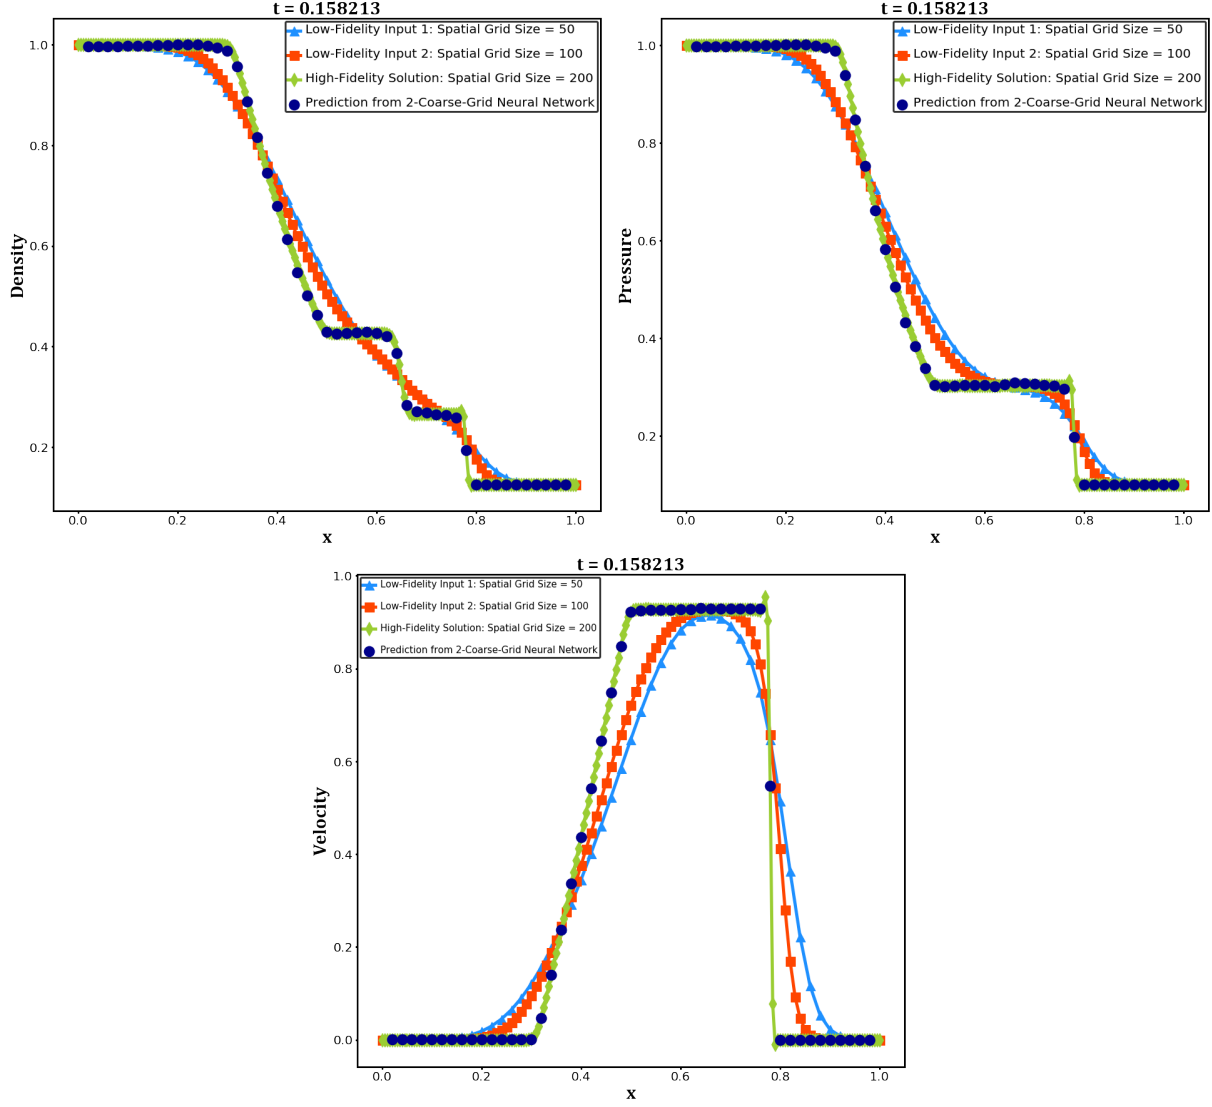 t = 0.158213
Low-Fidelity Input 1: Spatial Grid Size = 50
Low-Fidelity Input 2: Spatial Grid Size = 100
High-Fidelity Solution: Spatial Grid Size = 200
Prediction from 2-Coarse-Grid Neural Network
1.0
0.8
0.6
0.4
0.2
Density
0.0 0.2 0.4 0.6 0.8 1.0
x
t = 0.158213
Low-Fidelity Input 1: Spatial Grid Size = 50
Low-Fidelity Input 2: Spatial Grid Size = 100
High-Fidelity Solution: Spatial Grid Size = 200
Prediction from 2-Coarse-Grid Neural Network
1.0
0.8
0.6
0.4
0.2
Pressure
0.0 0.2 0.4 0.6 0.8 1.0
x
t = 0.158213
Low-Fidelity Input 1: Spatial Grid Size = 50
Low-Fidelity Input 2: Spatial Grid Size = 100
High-Fidelity Solution: Spatial Grid Size = 200
Prediction from 2-Coarse-Grid Neural Network
1.0
0.8
0.6
0.4
0.2
0.0
Velocity
0.0 0.2 0.4 0.6 0.8 1.0
x